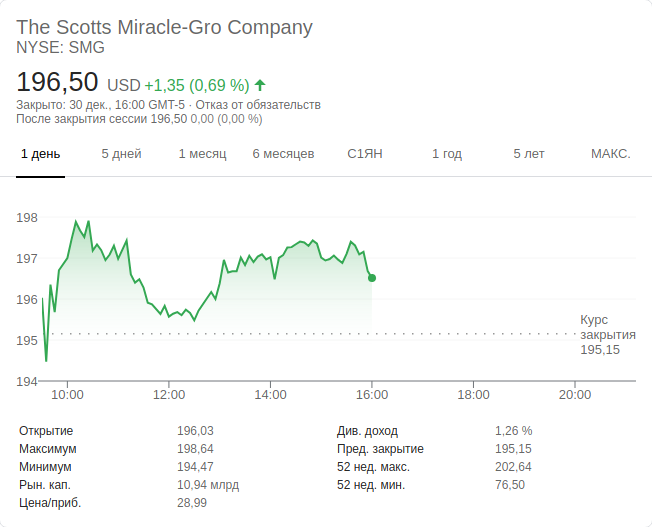 The Scotts Miracle-Gro Company
NYSE: SMG
196,50 USD +1,35 (0,69 %)
Закрыто: 30 дек., 16:00 GMT-5 · Отказ от обязательств
После закрытия сессии 196,50 0,00 (0,00 %)
1 день 5 дней 1 месяц 6 месяцев С1ЯН 1 год 5 лет МАКС.
198
197
196
195
194
Курс
закрытия
195,15
10:00 12:00 14:00 16:00 18:00 20:00
Открытие 196,03 Див. доход 1,26 %
Максимум 198,64 Пред. закрытие 195,15
Минимум 194,47 52 нед. макс. 202,64
Рын. кап. 10,94 млрд 52 нед. мин. 76,50
Цена/приб. 28,99